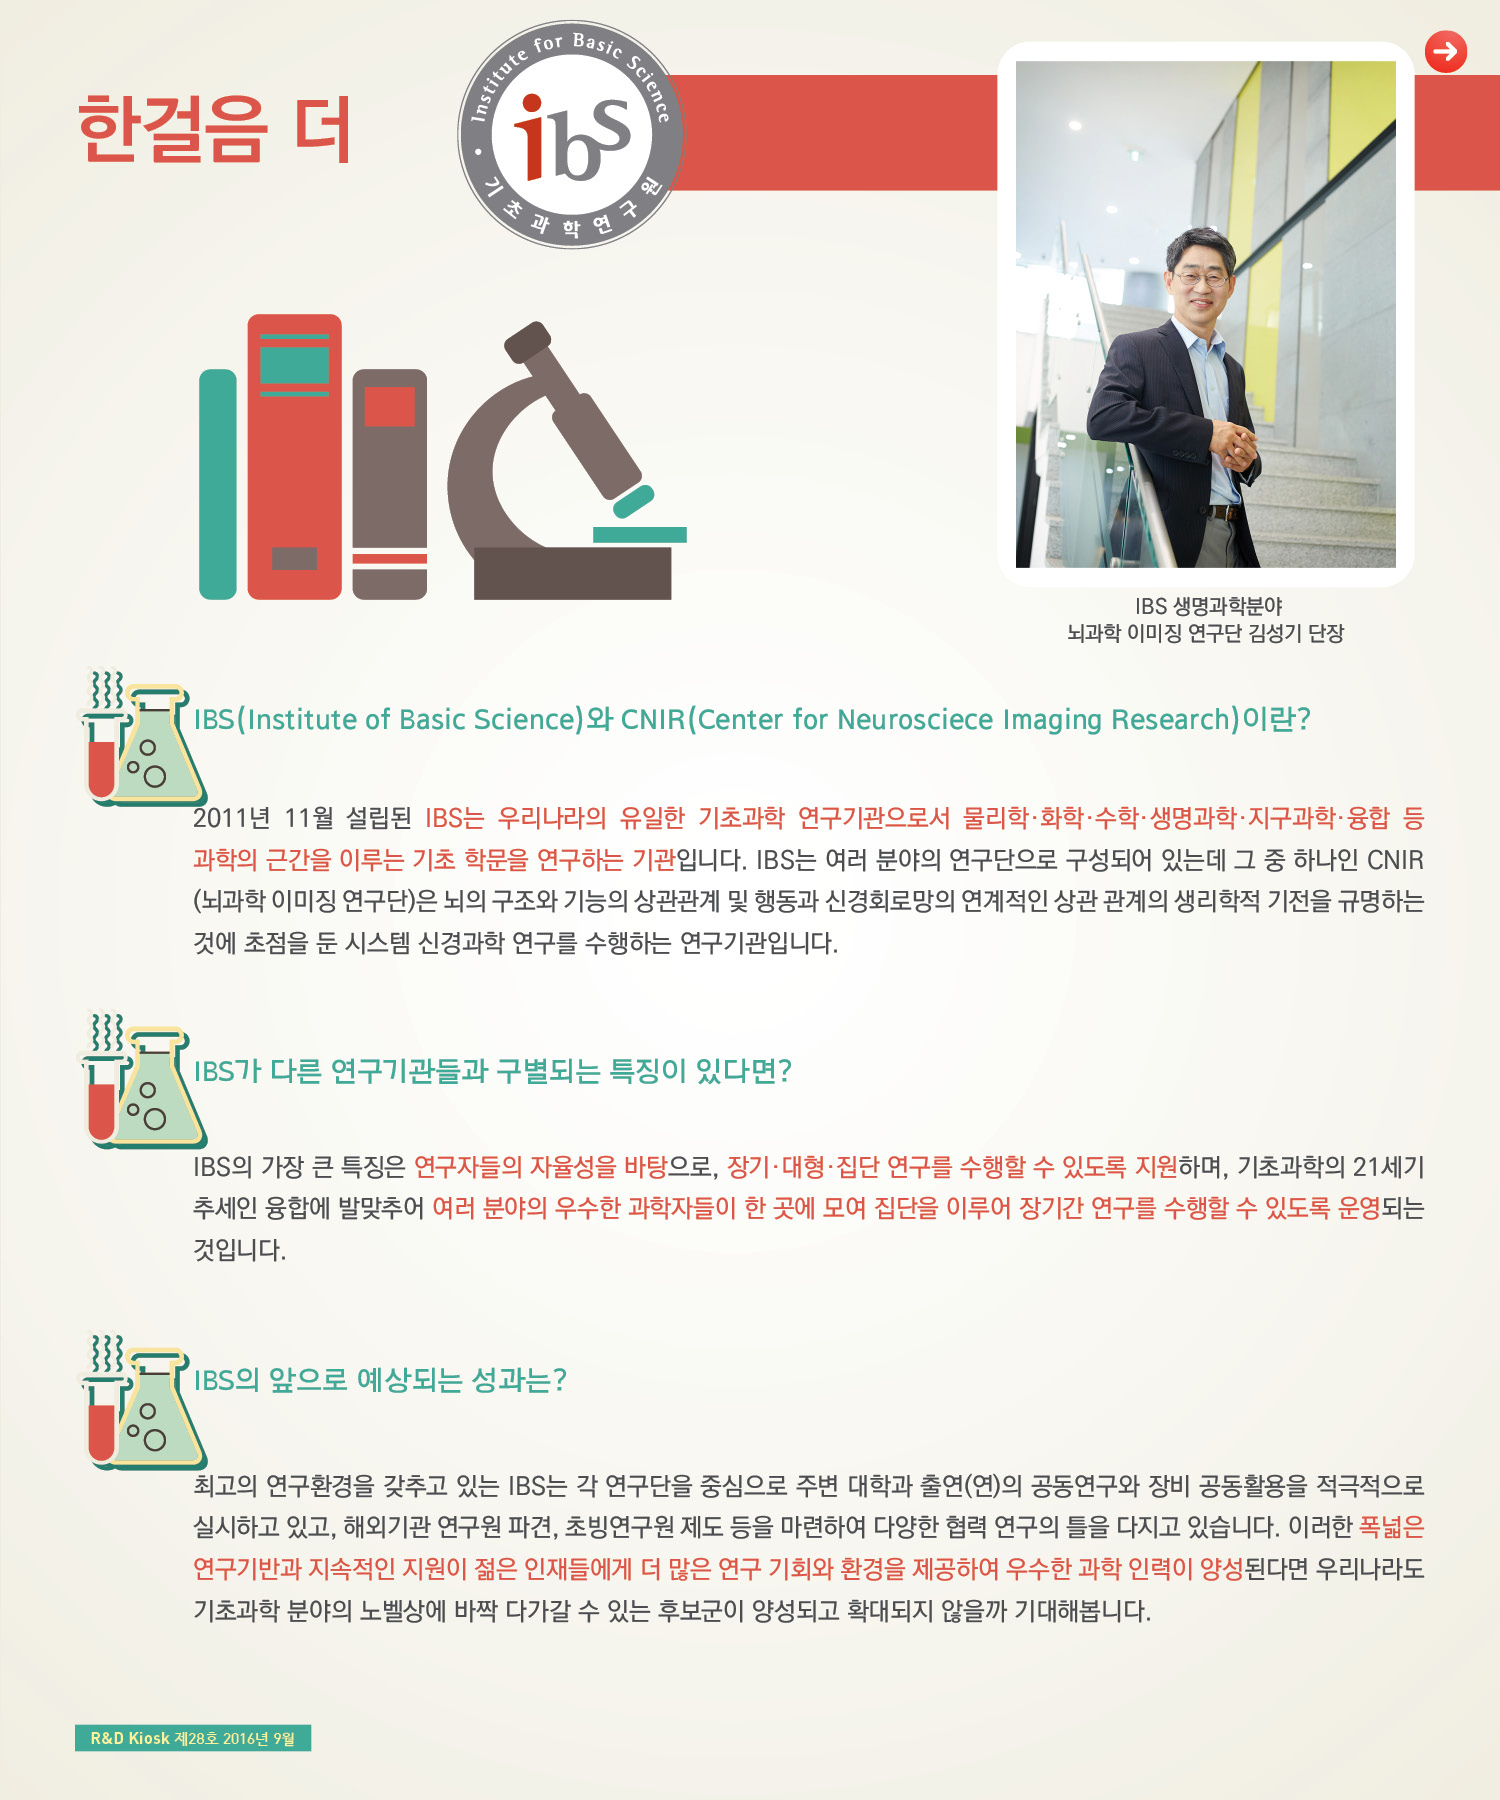 한걸음 더
Institute for Basic Science
ibs
기초과학연구원
IBS 생명과학분야
뇌과학 이미징 연구단 김성기 단장
IBS(Institute of Basic Science)와 CNIR(Center for Neurosciece Imaging Research)이란?
2011년 11월 설립된 IBS는 우리나라의 유일한 기초과학 연구기관으로서 물리학·화학·수학·생명과학·지구과학·융합 등
과학의 근간을 이루는 기초 학문을 연구하는 기관입니다. IBS는 여러 분야의 연구단으로 구성되어 있는데 그 중 하나인 CNIR
(뇌과학 이미징 연구단)은 뇌의 구조와 기능의 상관관계 및 행동과 신경회로망의 연계적인 상관 관계의 생리학적 기전을 규명하는
것에 초점을 둔 시스템 신경과학 연구를 수행하는 연구기관입니다.
IBS가 다른 연구기관들과 구별되는 특징이 있다면?
IBS의 가장 큰 특징은 연구자들의 자율성을 바탕으로, 장기·대형·집단 연구를 수행할 수 있도록 지원하며, 기초과학의 21세기
추세인 융합에 발맞추어 여러 분야의 우수한 과학자들이 한 곳에 모여 집단을 이루어 장기간 연구를 수행할 수 있도록 운영되는
것입니다.
IBS의 앞으로 예상되는 성과는?
최고의 연구환경을 갖추고 있는 IBS는 각 연구단을 중심으로 주변 대학과 출연(연)의 공동연구와 장비 공동활용을 적극적으로
실시하고 있고, 해외기관 연구원 파견, 초빙연구원 제도 등을 마련하여 다양한 협력 연구의 틀을 다지고 있습니다. 이러한 폭넓은
연구기반과 지속적인 지원이 젊은 인재들에게 더 많은 연구 기회와 환경을 제공하여 우수한 과학 인력이 양성된다면 우리나라도
기초과학 분야의 노벨상에 바짝 다가갈 수 있는 후보군이 양성되고 확대되지 않을까 기대해봅니다.
R&D Kiosk 제28호 2016년 9월